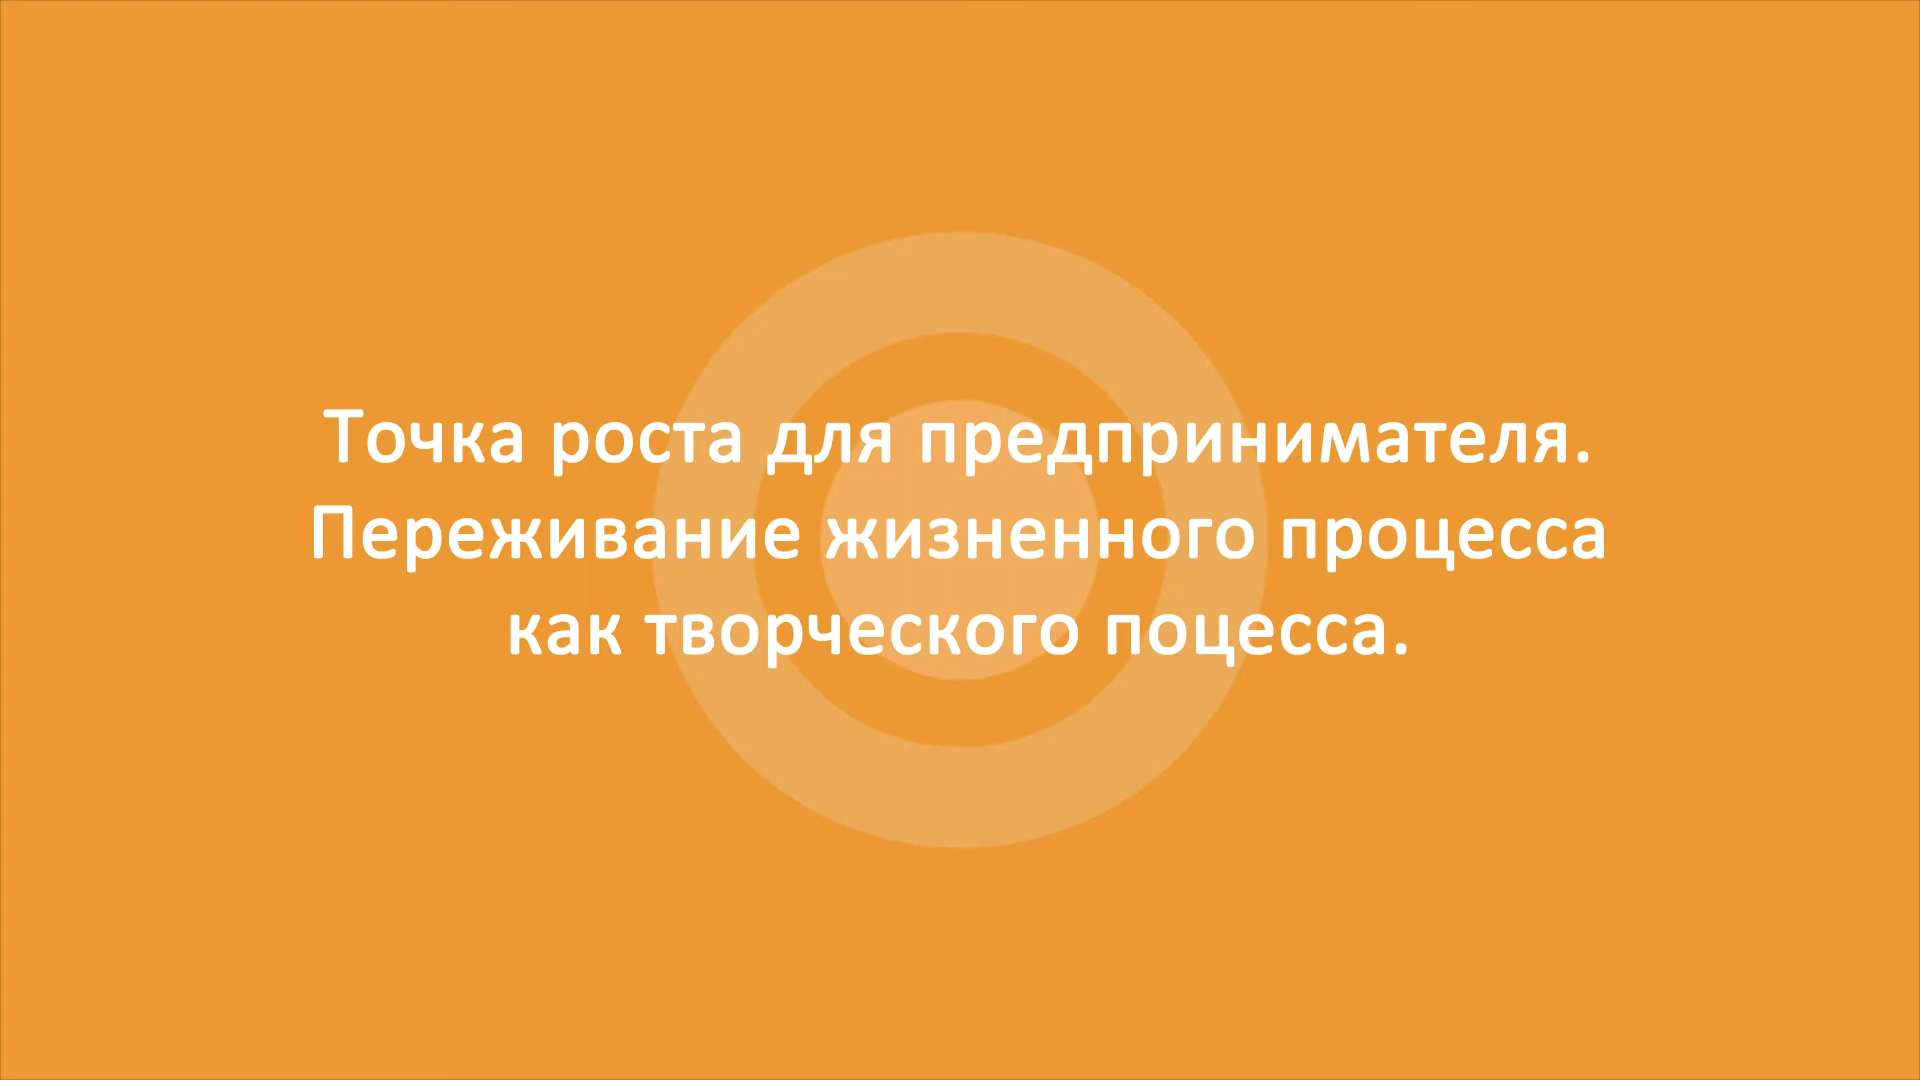 Точка роста для предпринимателя.
Переживание жизненного процесса
как творческого поцесса.